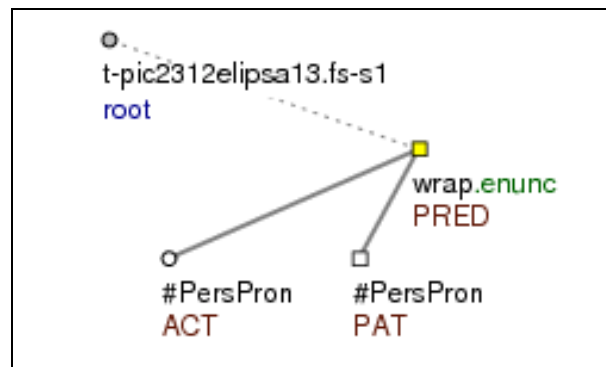 t-pic2312elipsa13.fs-s1
root
wrap.enunc
PRED
#PersPron #PersPron
ACT PAT